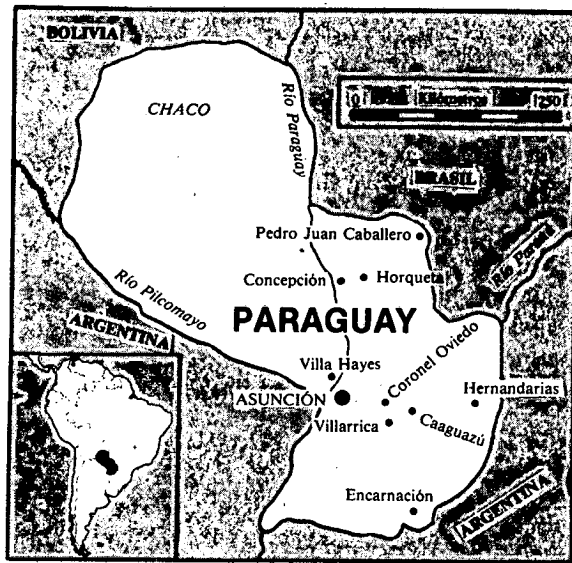 BOLIVIA
CHACO
Río Paraguay
0 Kilómetros 250
BRASIL
Pedro Juan Caballero
Río Paraná
Concepción
Horqueta
Río Pilcomayo
ARGENTINA
PARAGUAY
Villa Hayes
Coronel Oviedo
ASUNCIÓN
Hernandarias
Villarrica
Caaguazú
Encarnación
ARGENTINA